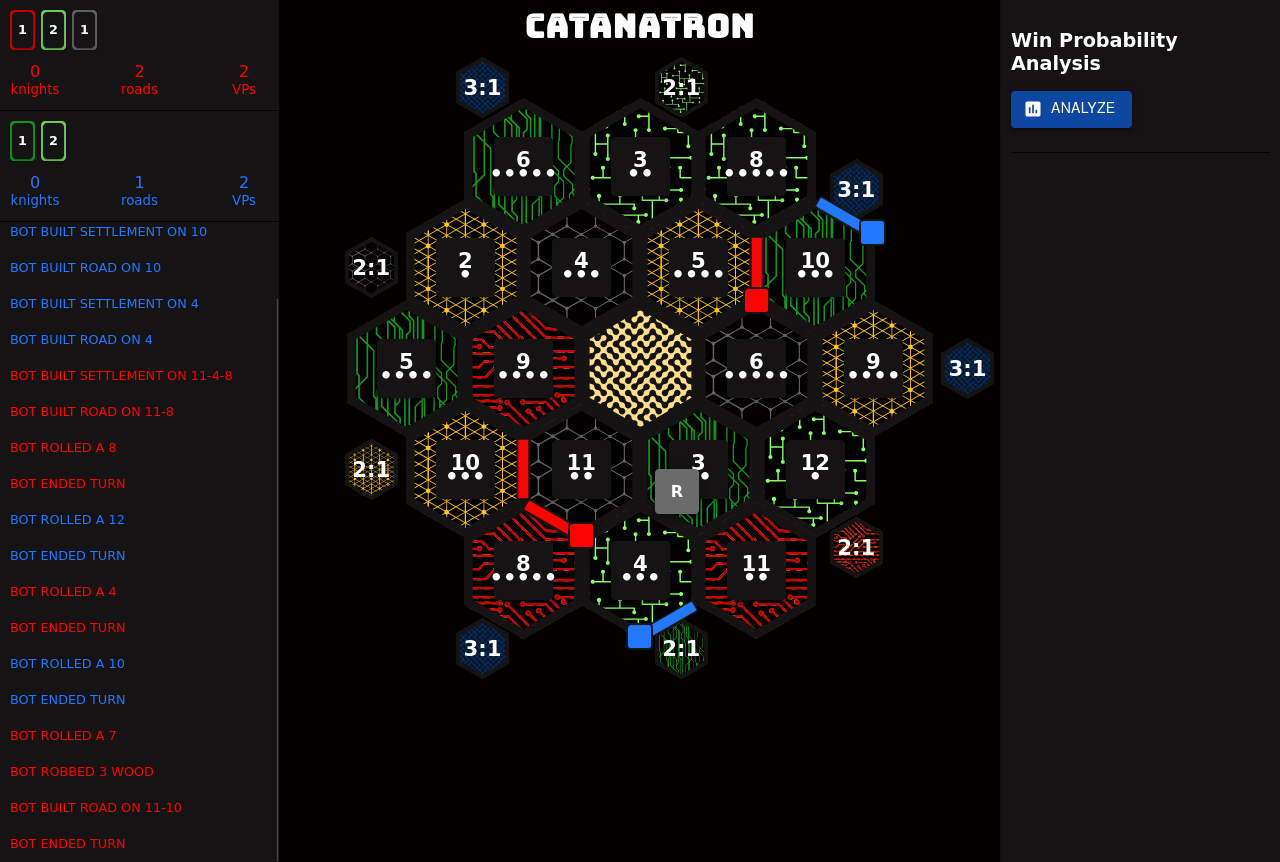 1 2 1
0 2 2
knights roads VPs
1 2
0 1 2
knights roads VPs
BOT BUILT SETTLEMENT ON 10
BOT BUILT ROAD ON 10
BOT BUILT SETTLEMENT ON 4
BOT BUILT ROAD ON 4
BOT BUILT SETTLEMENT ON 11-4-8
BOT BUILT ROAD ON 11-8
BOT ROLLED A 8
BOT ENDED TURN
BOT ROLLED A 12
BOT ENDED TURN
BOT ROLLED A 4
BOT ENDED TURN
BOT ROLLED A 10
BOT ENDED TURN
BOT ROLLED A 7
BOT ROBBED 3 WOOD
BOT BUILT ROAD ON 11-10
BOT ENDED TURN
CATANATRON
3:1 2:1
6 3 8
3:1
2:1 2 4 5 10
5 9 6 9 3:1
2:1 10 11 3 12
R
8 4 11 2:1
3:1 2:1
Win Probability
Analysis
ANALYZE